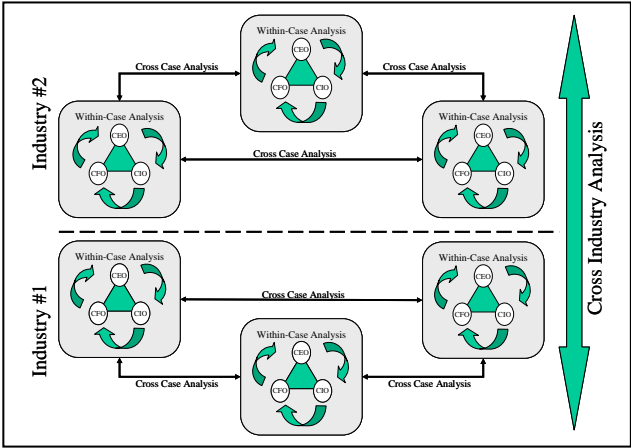 Within-Case Analysis
CEO
CFO
CIO
Cross Case Analysis
Cross Case Analysis
Industry #2
Within-Case Analysis
CEO
CFO
CIO
Cross Case Analysis
Within-Case Analysis
CEO
CFO
CIO
Cross Industry Analysis
Industry #1
Within-Case Analysis
CEO
CFO
CIO
Cross Case Analysis
Within-Case Analysis
CEO
CFO
CIO
Within-Case Analysis
CEO
CFO
CIO
Cross Case Analysis
Cross Case Analysis